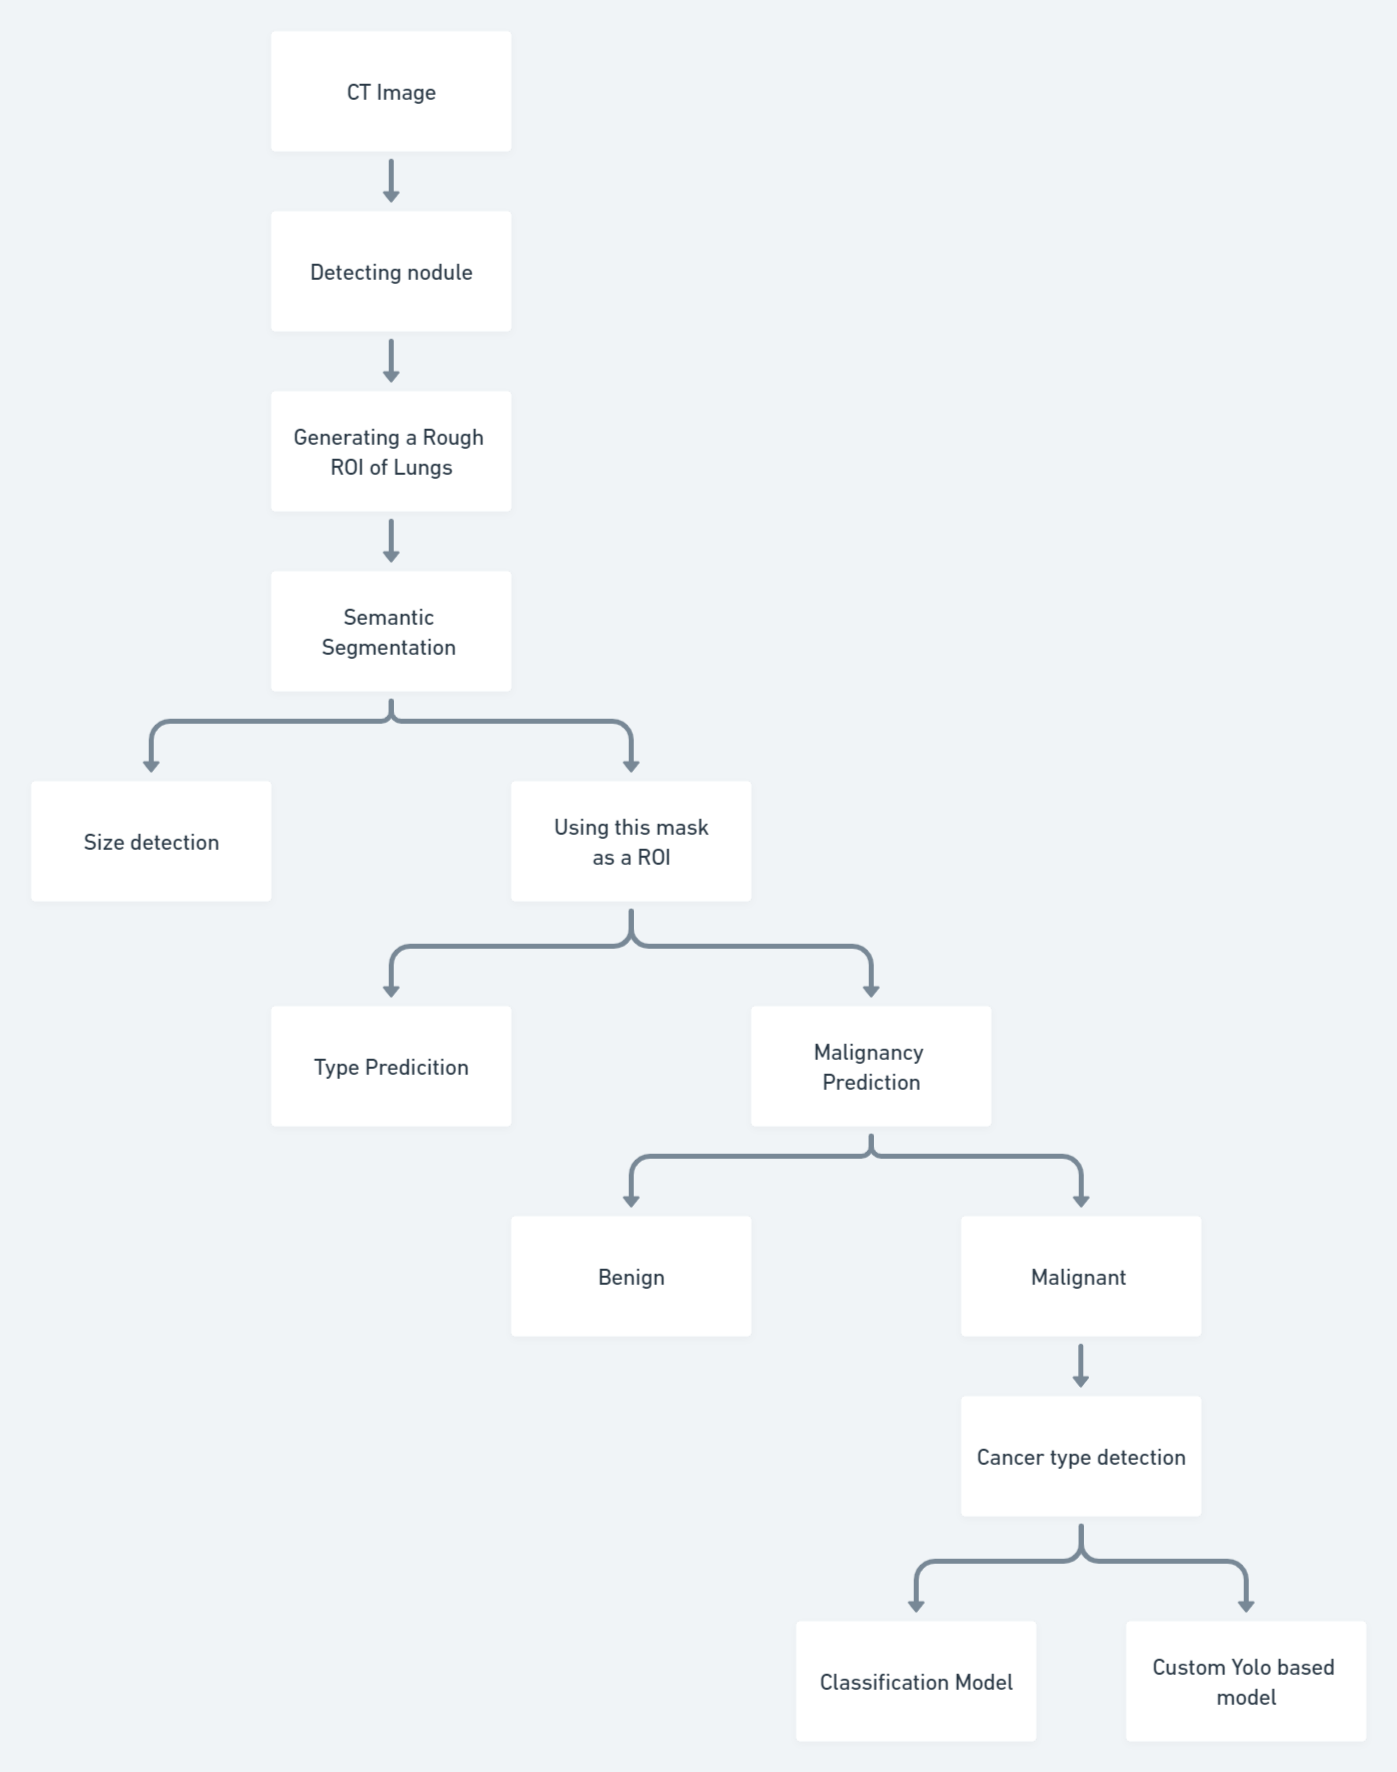 CT Image
Detecting nodule
Generating a Rough
ROI of Lungs
Semantic
Segmentation
Size detection
Using this mask
as a ROI
Type Predicition
Malignancy
Prediction
Benign
Malignant
Cancer type detection
Classification Model
Custom Yolo based
model